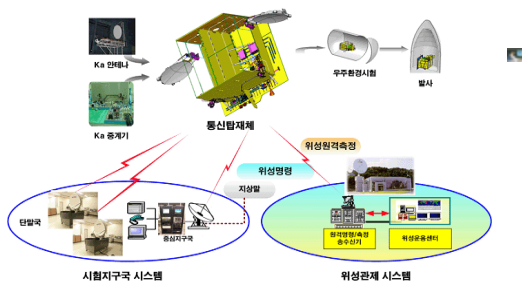 Ka 안테나
Ka 중계기
통신탑재체
우주환경시험
발사
위성원격측정
위성명령
지상망
단말국
중심지구국
원격명령/측정
송수신기
위성운용센터
시험지구국 시스템
위성관제 시스템